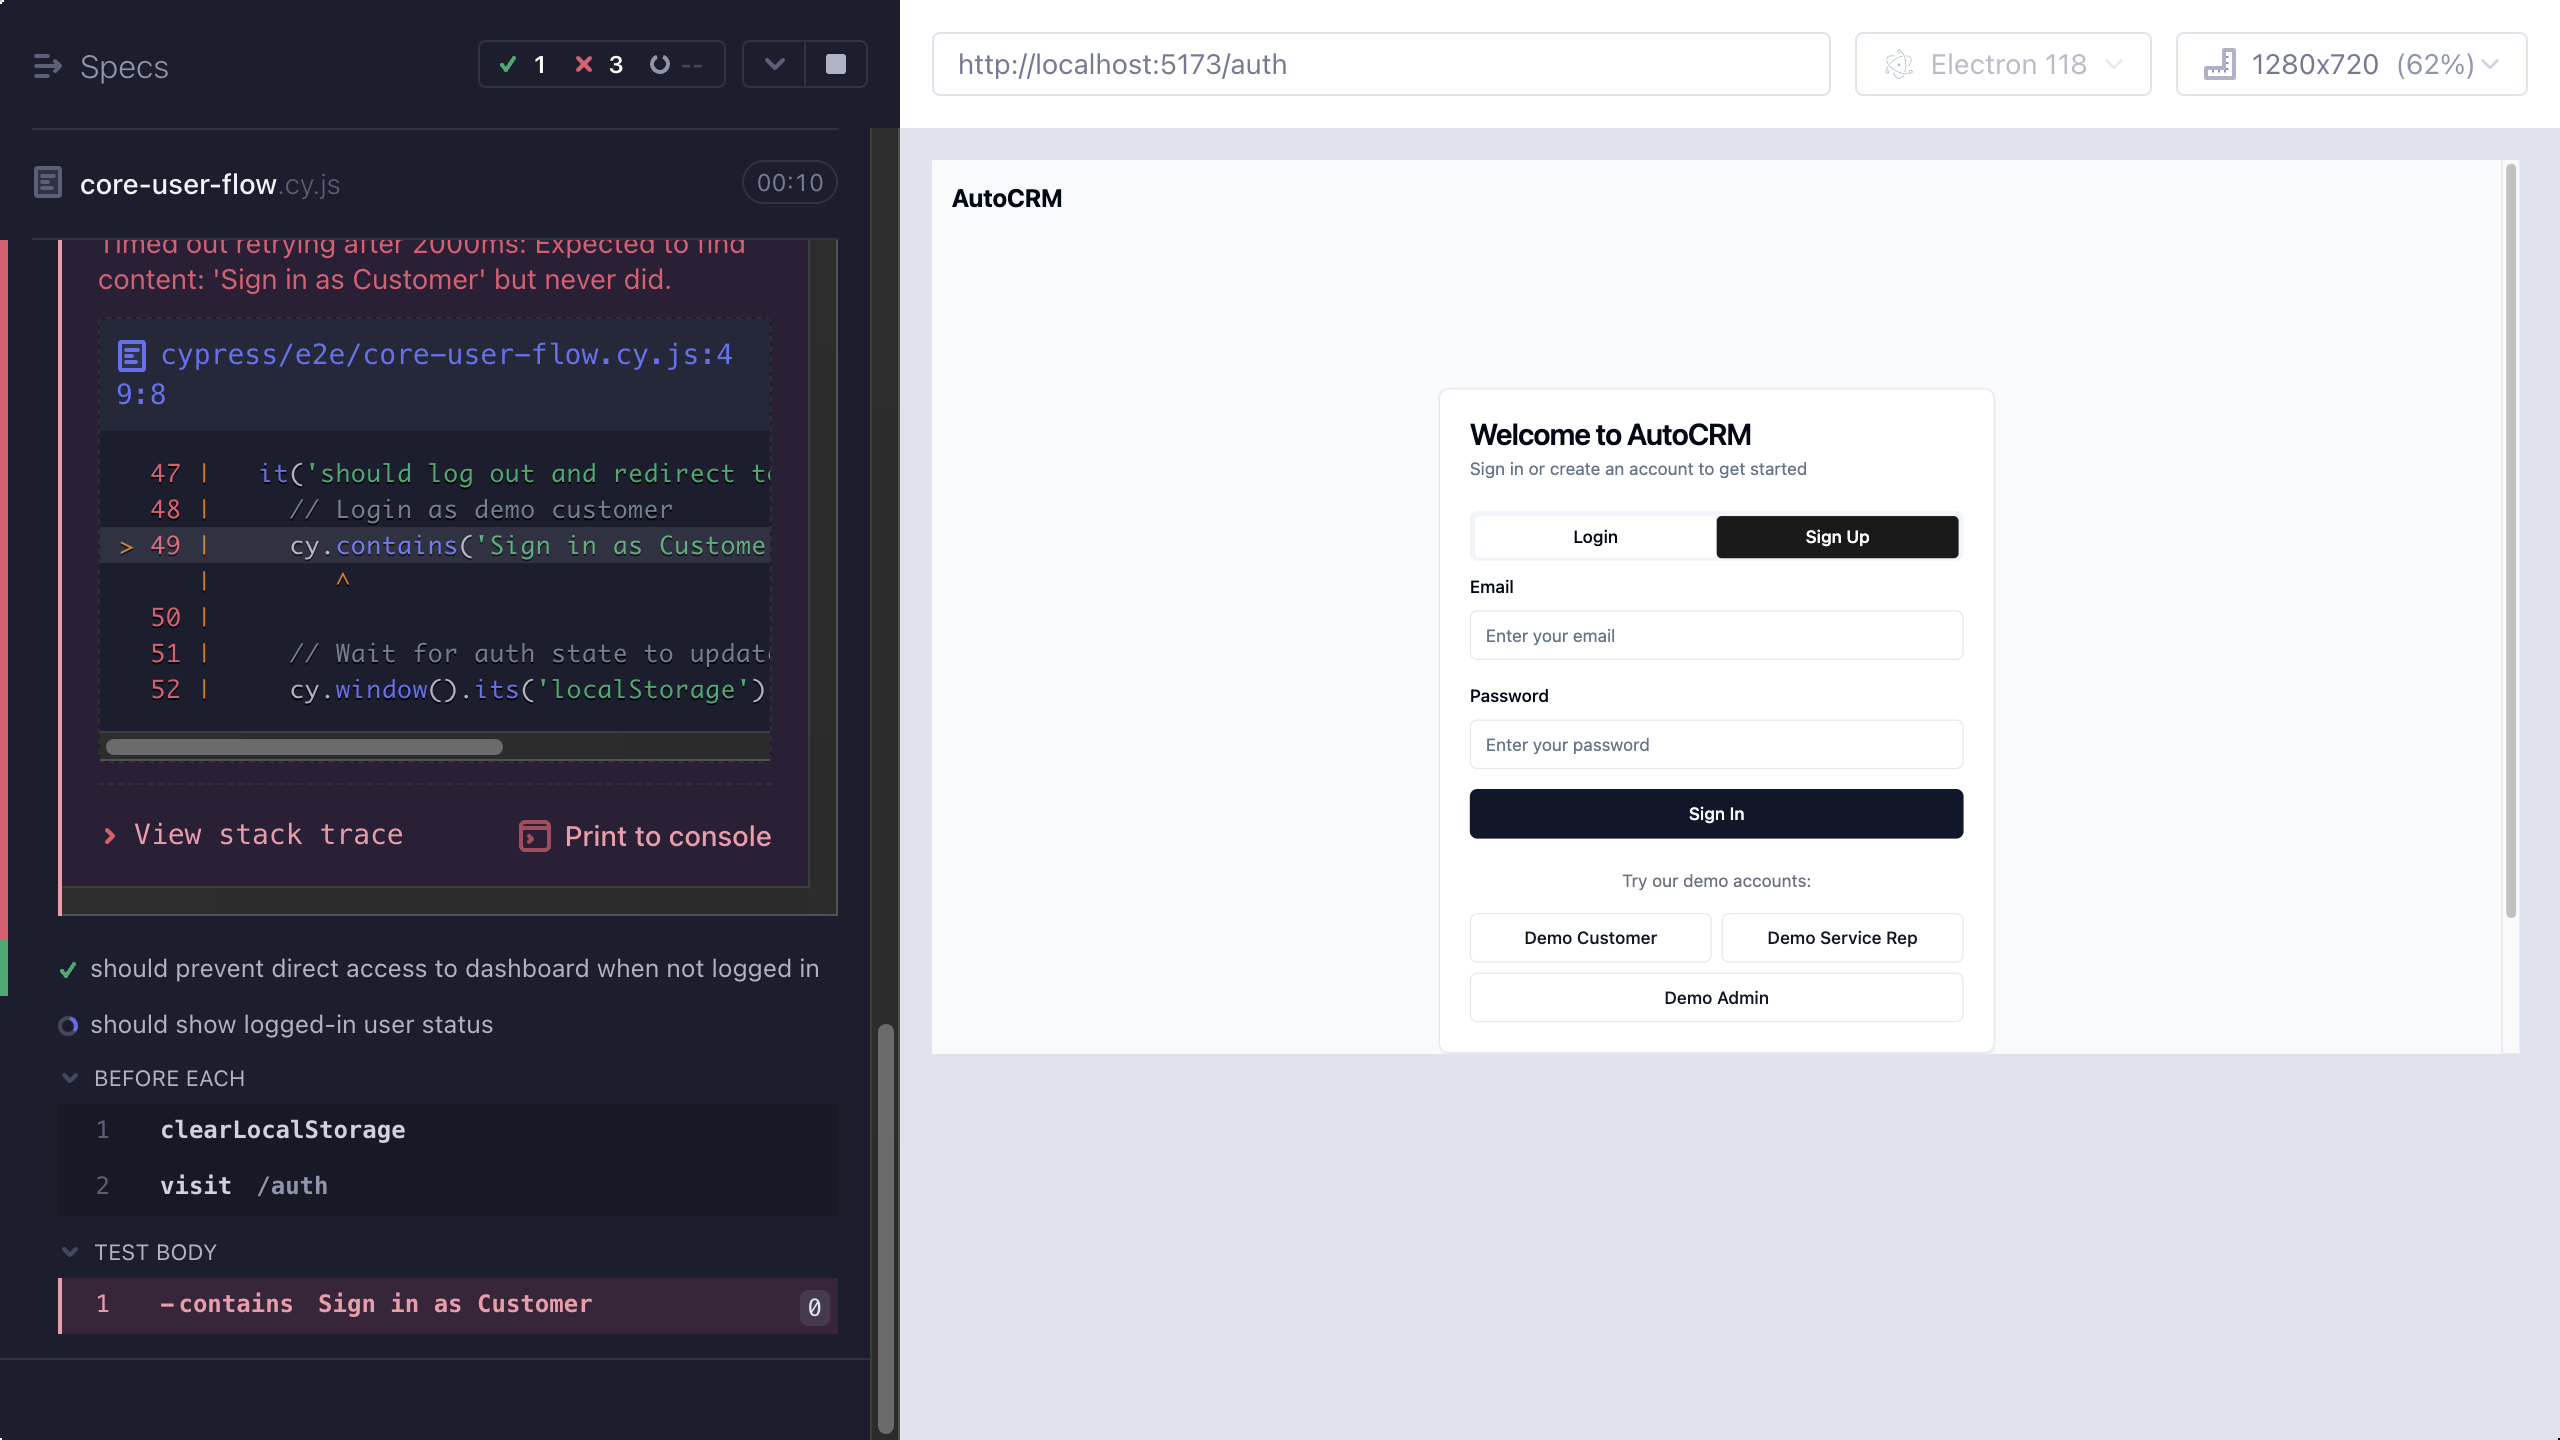 Specs
1 3 --
core-user-flow.cy.js
00:10
Timed out retrying after 2000ms: Expected to find
content: 'Sign in as Customer' but never did.
cypress/e2e/core-user-flow.cy.js:4
9:8
47 | it('should log out and redirect to
48 | // Login as demo customer
> 49 | cy.contains('Sign in as Custome
| ^
50 |
51 | // Wait for auth state to update
52 | cy.window().its('localStorage')
View stack trace
Print to console
should prevent direct access to dashboard when not logged in
should show logged-in user status
BEFORE EACH
1 clearLocalStorage
2 visit /auth
TEST BODY
1 -contains Sign in as Customer 0
http://localhost:5173/auth
Electron 118
1280x720 (62%)
AutoCRM
Welcome to AutoCRM
Sign in or create an account to get started
Login
Sign Up
Email
Enter your email
Password
Enter your password
Sign In
Try our demo accounts:
Demo Customer
Demo Service Rep
Demo Admin